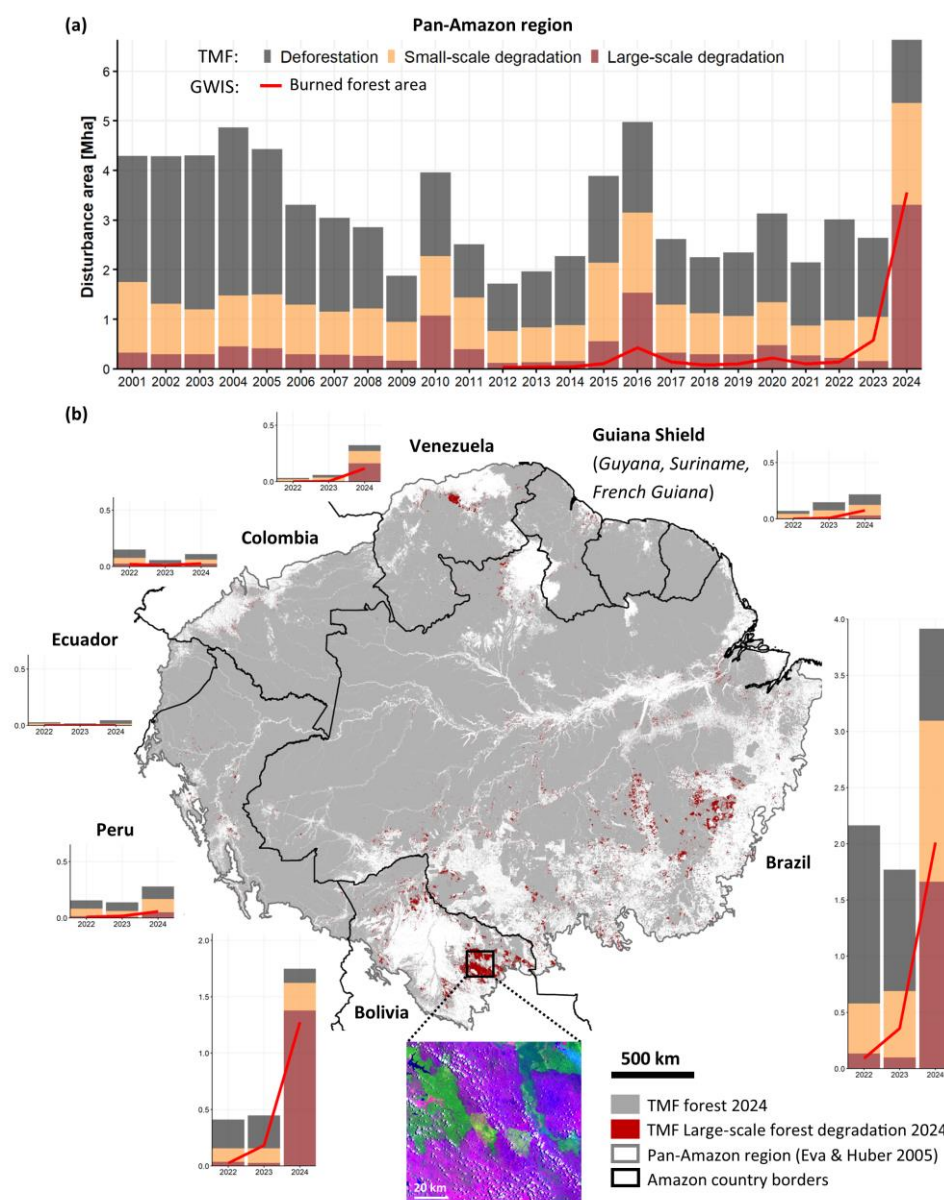 (a)
Pan-Amazon region
TMF: Deforestation Small-scale degradation Large-scale degradation
GWIS: Burned forest area
Disturbance area [Mha]
6
5
4
3
2
1
0
2001 2002 2003 2004 2005 2006 2007 2008 2009 2010 2011 2012 2013 2014 2015 2016 2017 2018 2019 2020 2021 2022 2023 2024
(b)
Venezuela
0.5
0.0
2022 2023 2024
Guiana Shield
(Guyana, Suriname,
French Guiana)
0.5
0.0
2022 2023 2024
Colombia
0.5
0.0
2022 2023 2024
Ecuador
0.5
0.0
2022 2023 2024
Peru
0.5
0.0
2022 2023 2024
Brazil
4.0
3.5
3.0
2.5
2.0
1.5
1.0
0.5
0.0
2022 2023 2024
Bolivia
2.0
1.5
1.0
0.5
0.0
2022 2023 2024
20 km
500 km
TMF forest 2024
TMF Large-scale forest degradation 2024
Pan-Amazon region (Eva & Huber 2005)
Amazon country borders